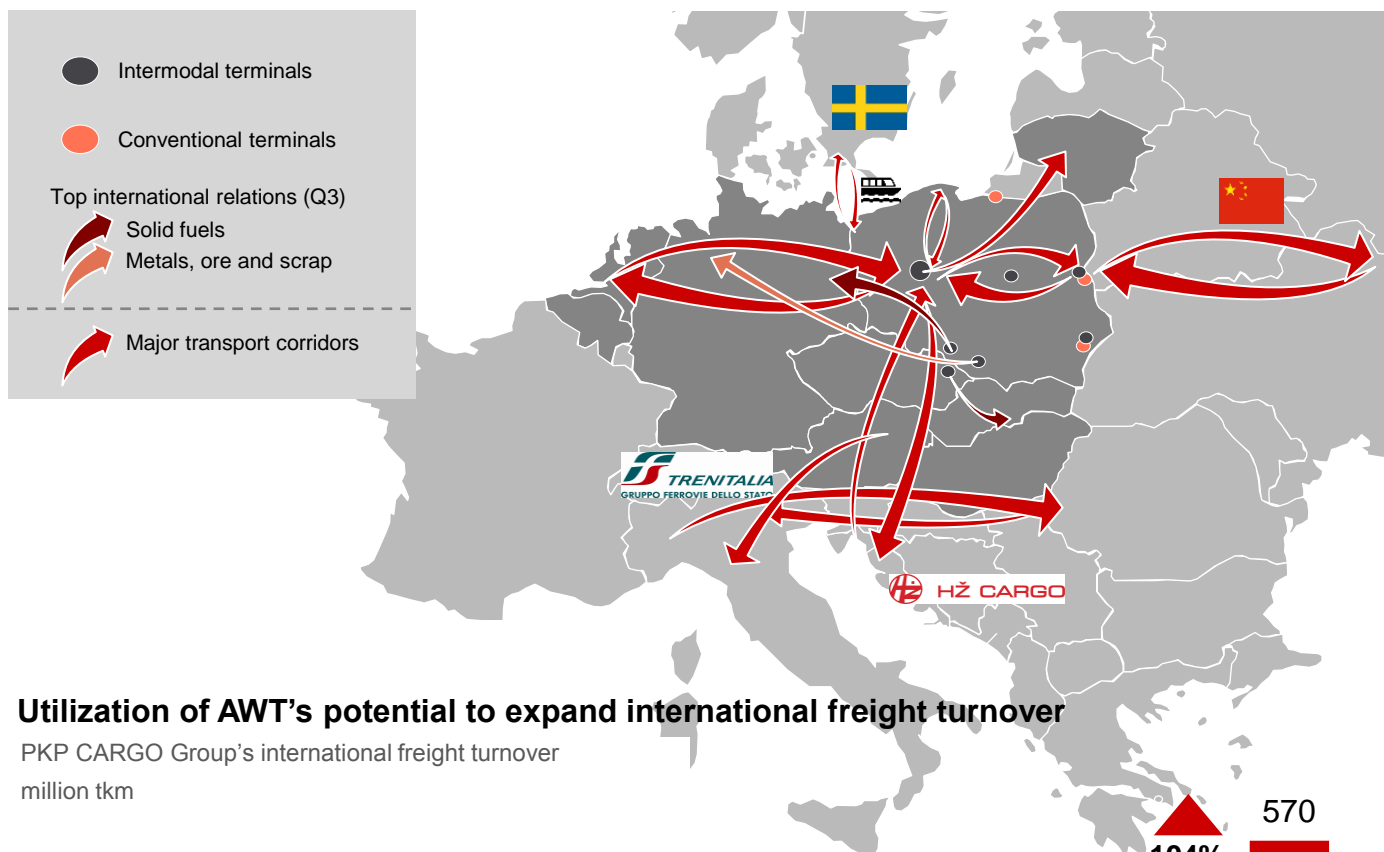 Intermodal terminals
Conventional terminals
Top international relations (Q3)
Solid fuels
Metals, ore and scrap
Major transport corridors
TRENITALIA
GRUPPO FERROVIE DELLO STATO
HŽ CARGO
Utilization of AWT's potential to expand international freight turnover
PKP CARGO Group's international freight turnover
million tkm
570